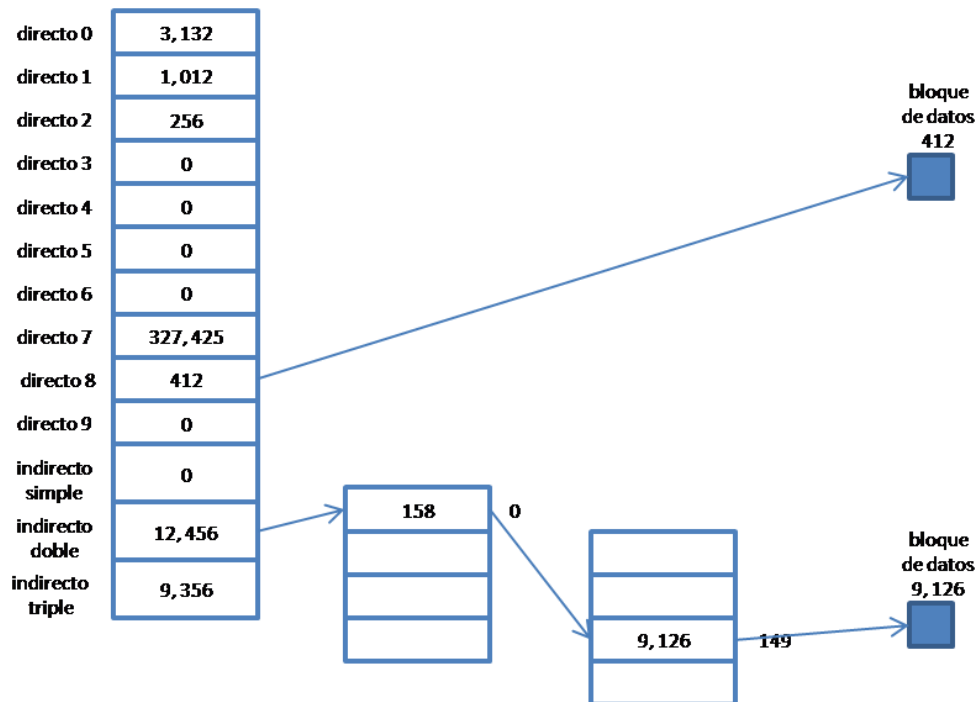 directo 0 3,132
directo 1 1,012
directo 2 256
directo 3 0
directo 4 0
directo 5 0
directo 6 0
directo 7 327,425
directo 8 412
directo 9 0
indirecto
simple
0
indirecto
doble
12,456
indirecto
triple
9,356
158 0
9,126 149
bloque
de datos
412
bloque
de datos
9,126